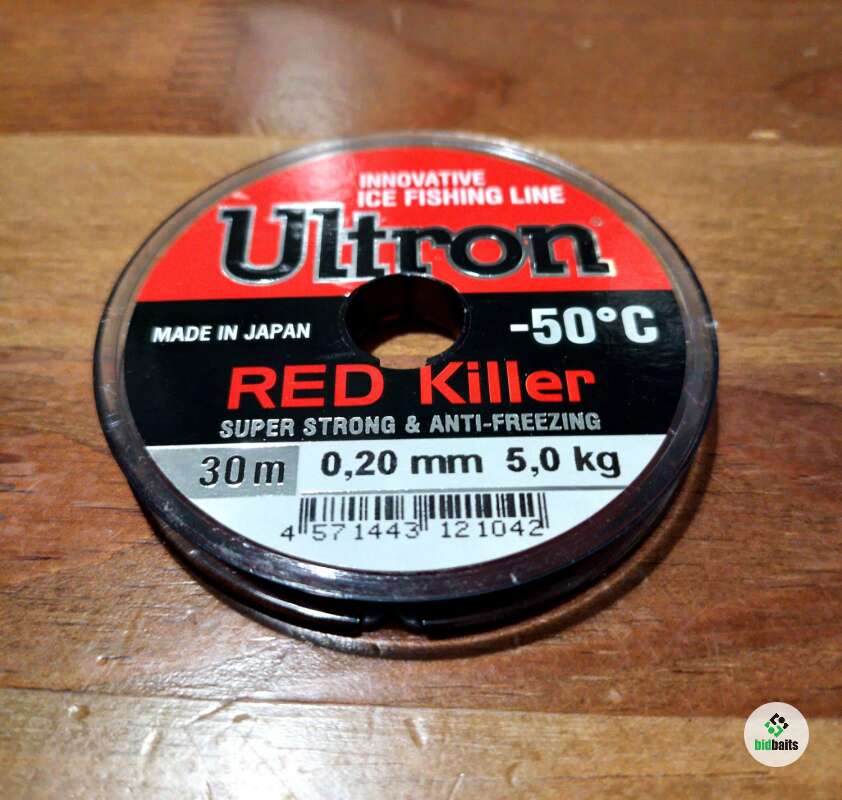 INNOVATIVE
ICE FISHING LINE
Ultron®
MADE IN JAPAN
-50°C
RED Killer
SUPER STRONG & ANTI-FREEZING
30 m
0,20 mm 5,0 kg
4 571443 121042
bidbaits